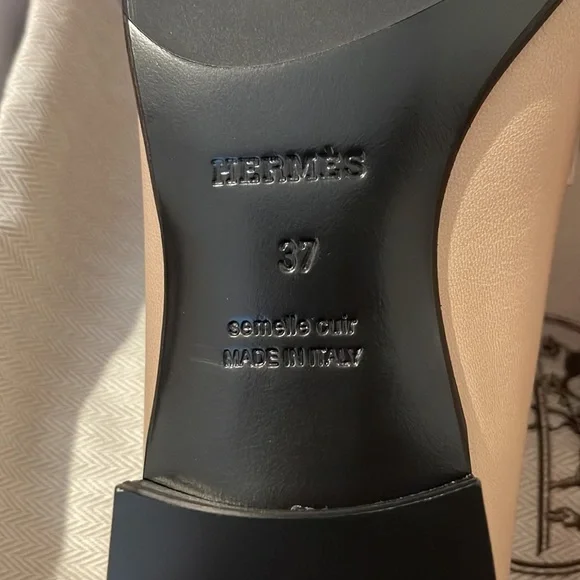 HERMÈS
37
semelle cuir
MADE IN ITALY